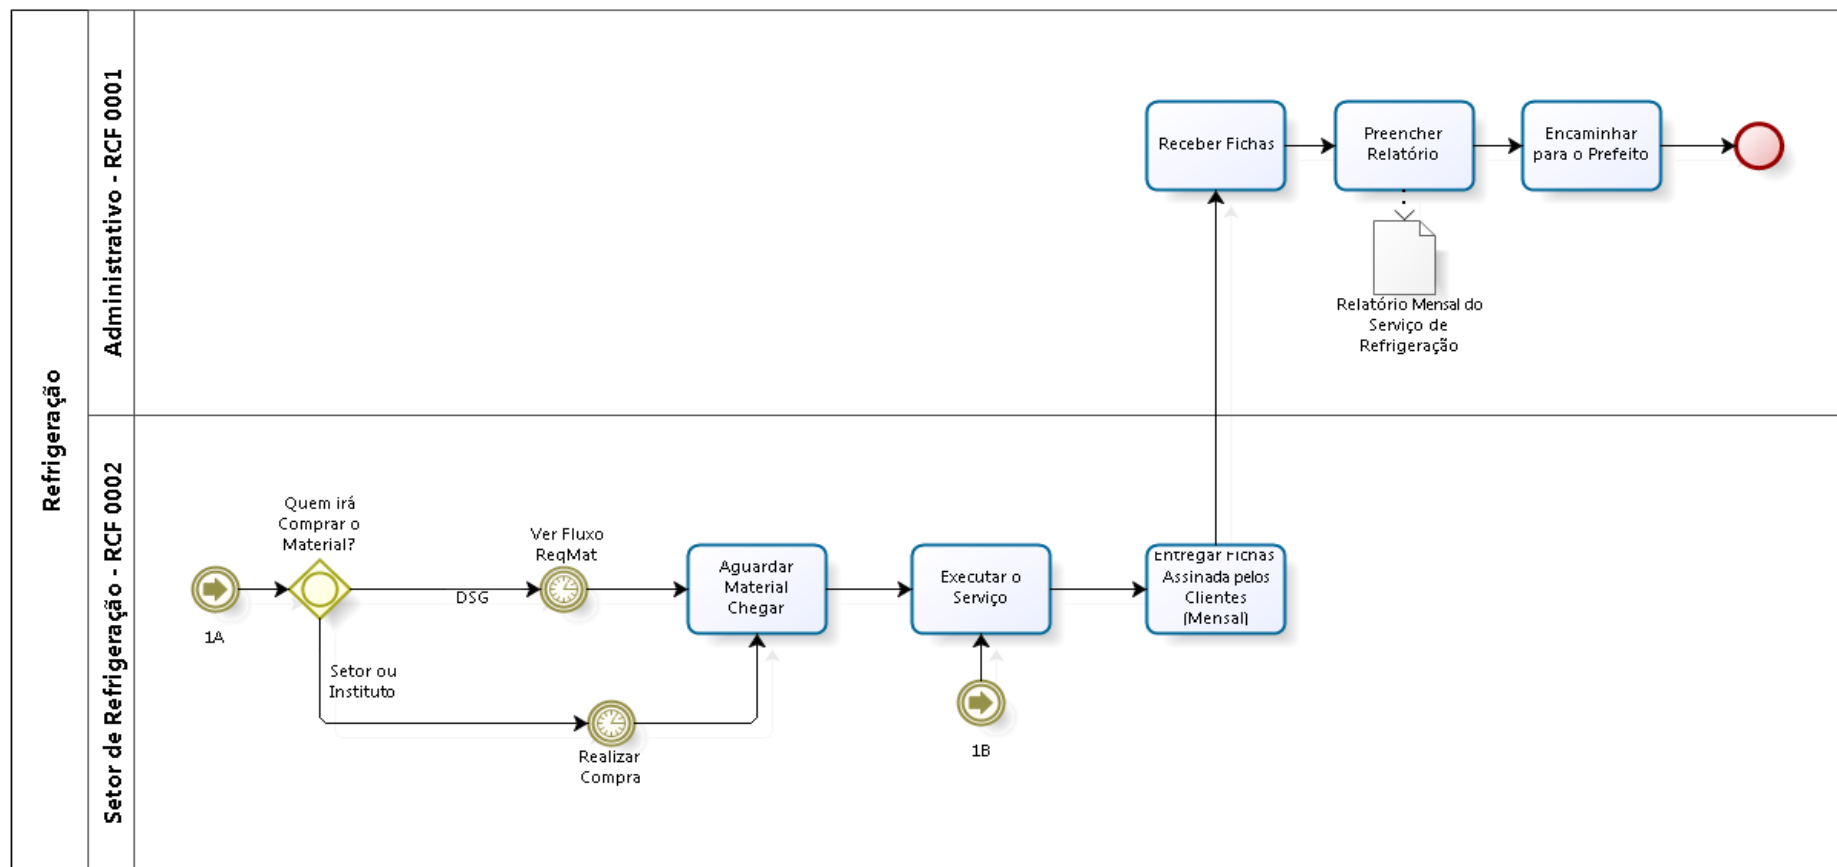 Refrigeração
Administrativo - RCF 0001
Receber Fichas
Preencher
Relatório
Encaminhar
para o Prefeito
Relatório Mensal do
Serviço de
Refrigeração
Setor de Refrigeração - RCF 0002
1A
Quem irá
Comprar o
Material?
DSG
Setor ou
Instituto
Ver Fluxo
ReqMat
Realizar
Compra
Aguardar
Material
Chegar
Executar o
Serviço
1B
Entregar Fichas
Assinada pelos
Clientes
(Mensal)